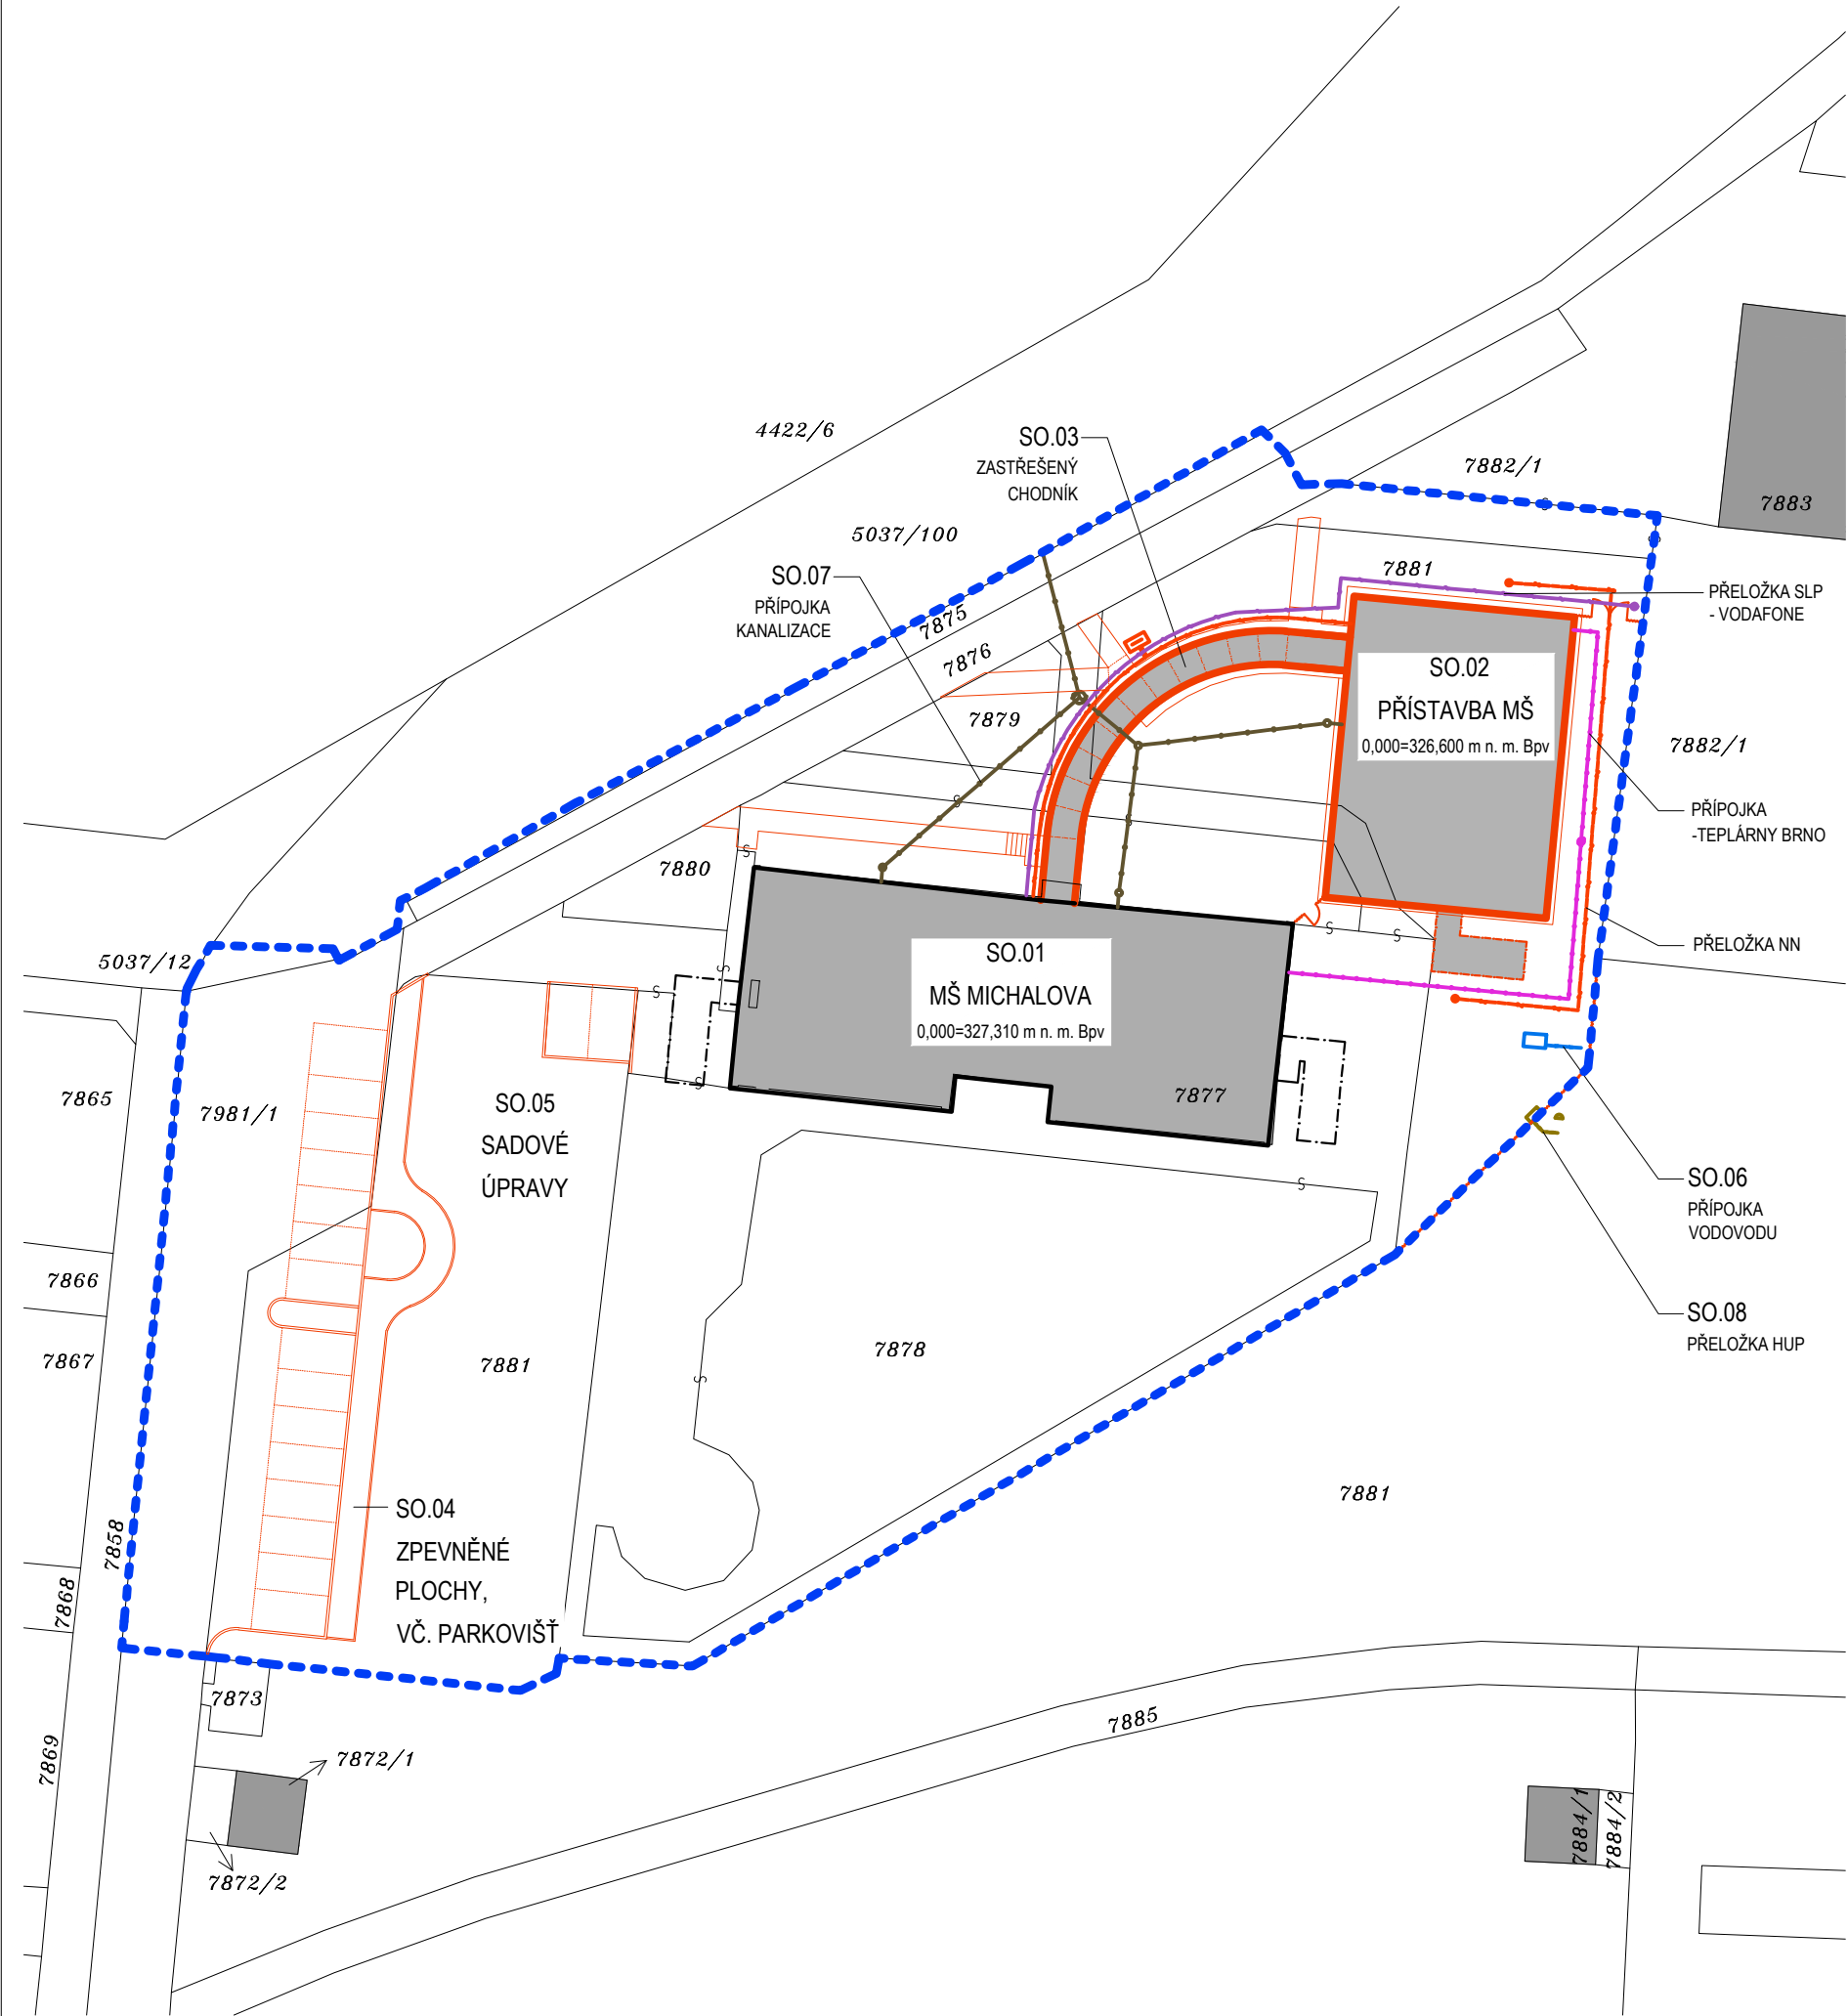 4422/6
SO.03
ZASTŘEŠENÝ
CHODNÍK
7882/1
7883
5037/100
SO.07
PŘÍPOJKA
KANALIZACE
7875
7876
7881
PŘELOŽKA SLP
- VODAFONE
SO.02
PŘÍSTAVBA MŠ
0,000=326,600 m n. m. Bpv
7879
7882/1
PŘÍPOJKA
-TEPLÁRNY BRNO
7880
PŘELOŽKA NN
5037/12
SO.01
MŠ MICHALOVA
0,000=327,310 m n. m. Bpv
7877
7865
7981/1
SO.05
SADOVÉ
ÚPRAVY
SO.06
PŘÍPOJKA
VODOVODU
7866
SO.08
PŘELOŽKA HUP
7867
7881
7878
7881
SO.04
ZPEVNĚNÉ
PLOCHY,
VČ. PARKOVIŠŤ
7858
7868
7873
7869
7885
7872/1
7872/2
7884/1
7884/2